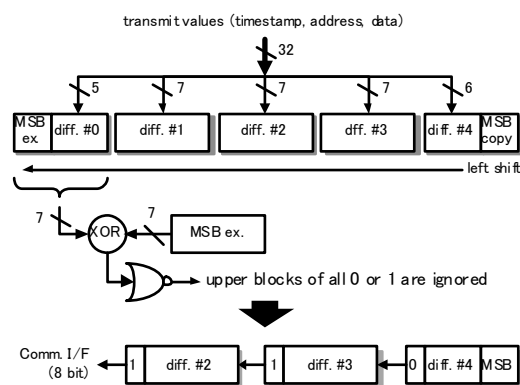 transmit values (timestamp, address, data)
32
5 7 7 7 6
MSB ex. diff. #0 diff. #1 diff. #2 diff. #3 diff. #4 MSB copy
left shift
7 XOR 7 MSB ex.
upper blocks of all 0 or 1 are ignored
Comm. I/F (8 bit) 1 diff. #2 1 diff. #3 0 diff. #4 MSB